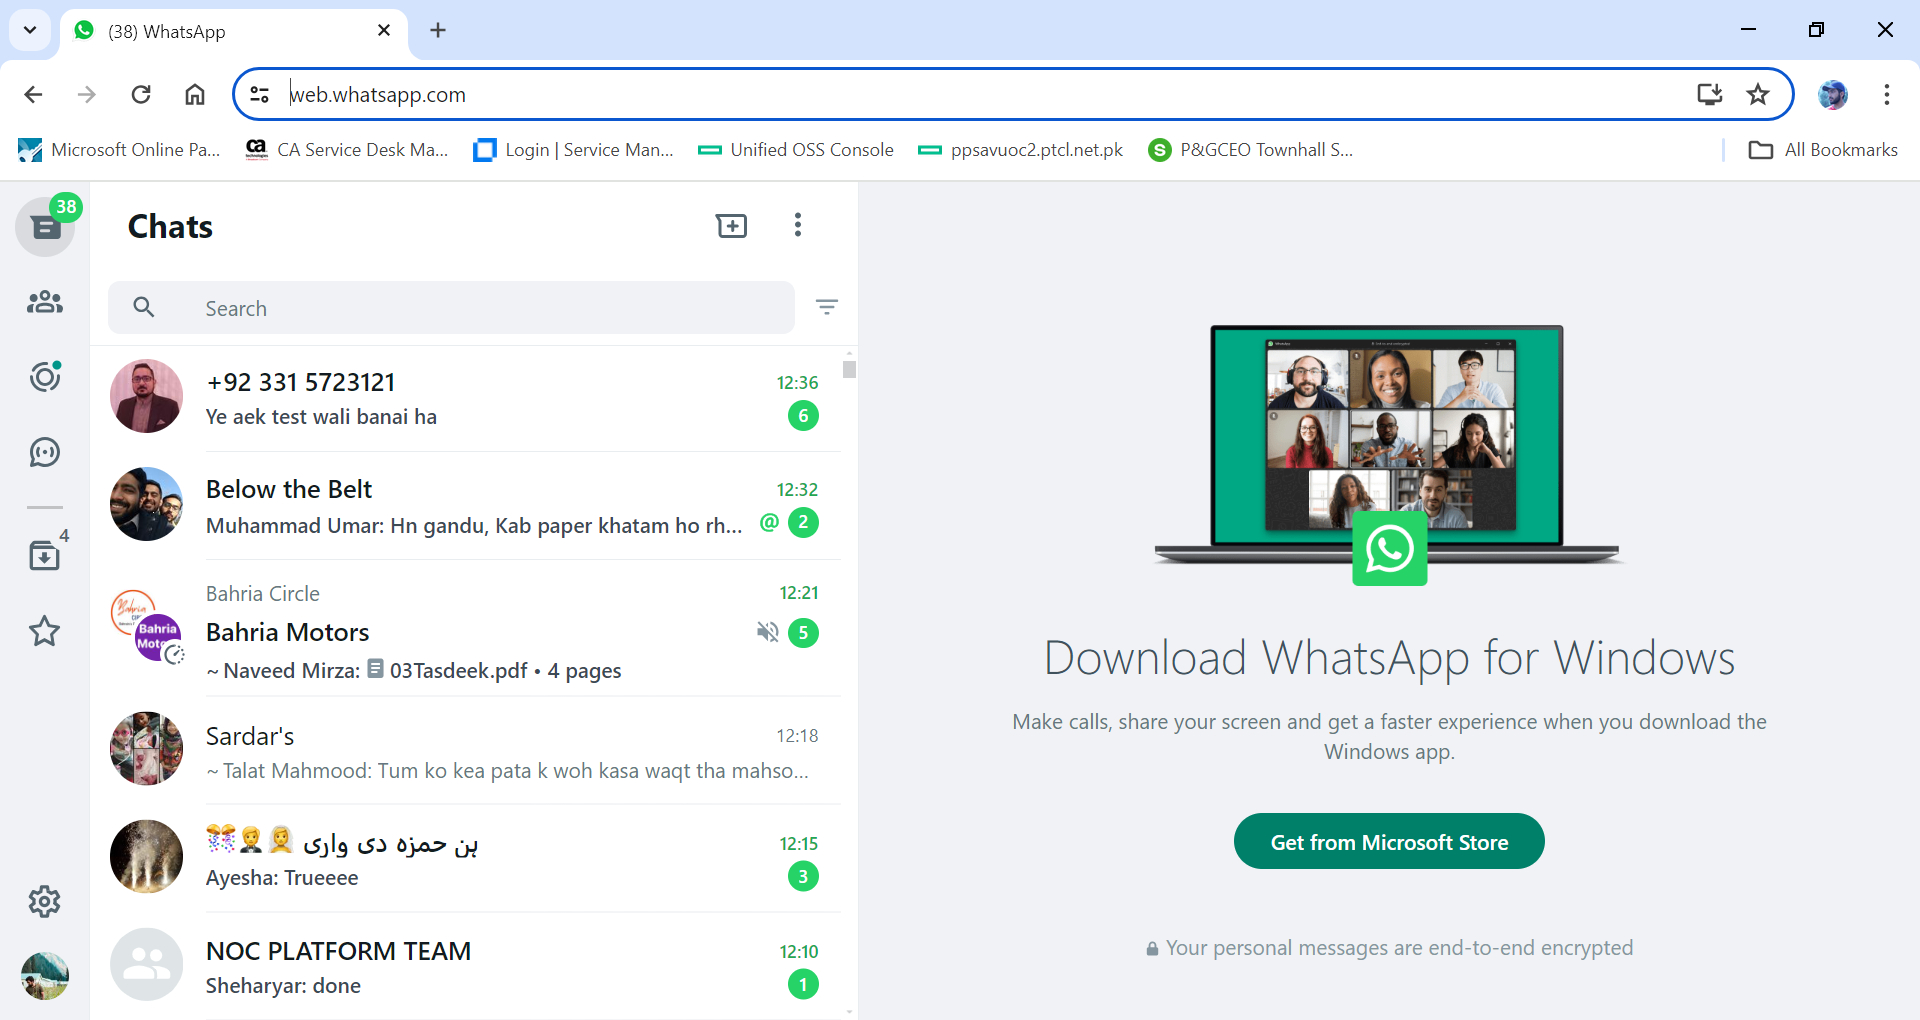 (38) WhatsApp
web.whatsapp.com
Microsoft Online Pa...
CA Service Desk Ma...
Login | Service Man...
Unified OSS Console
ppsavuoc2.ptcl.net.pk
P&GCEO Townhall S...
All Bookmarks
38
4
Chats
Search
+92 331 5723121
12:36
Ye aek test wali banai ha
6
Below the Belt
12:32
Muhammad Umar: Hn gandu, Kab paper khatam ho rh...
@
2
Bahria Circle
12:21
Bahria Motors
5
~ Naveed Mirza: 03Tasdeek.pdf • 4 pages
Sardar's
12:18
~ Talat Mahmood: Tum ko kea pata k woh kasa waqt tha mahso...
ہن حمزہ دی واری 👰🤵🎊
12:15
Ayesha: Trueeee
3
NOC PLATFORM TEAM
12:10
Sheharyar: done
1
Download WhatsApp for Windows
Make calls, share your screen and get a faster experience when you download the
Windows app.
Get from Microsoft Store
Your personal messages are end-to-end encrypted